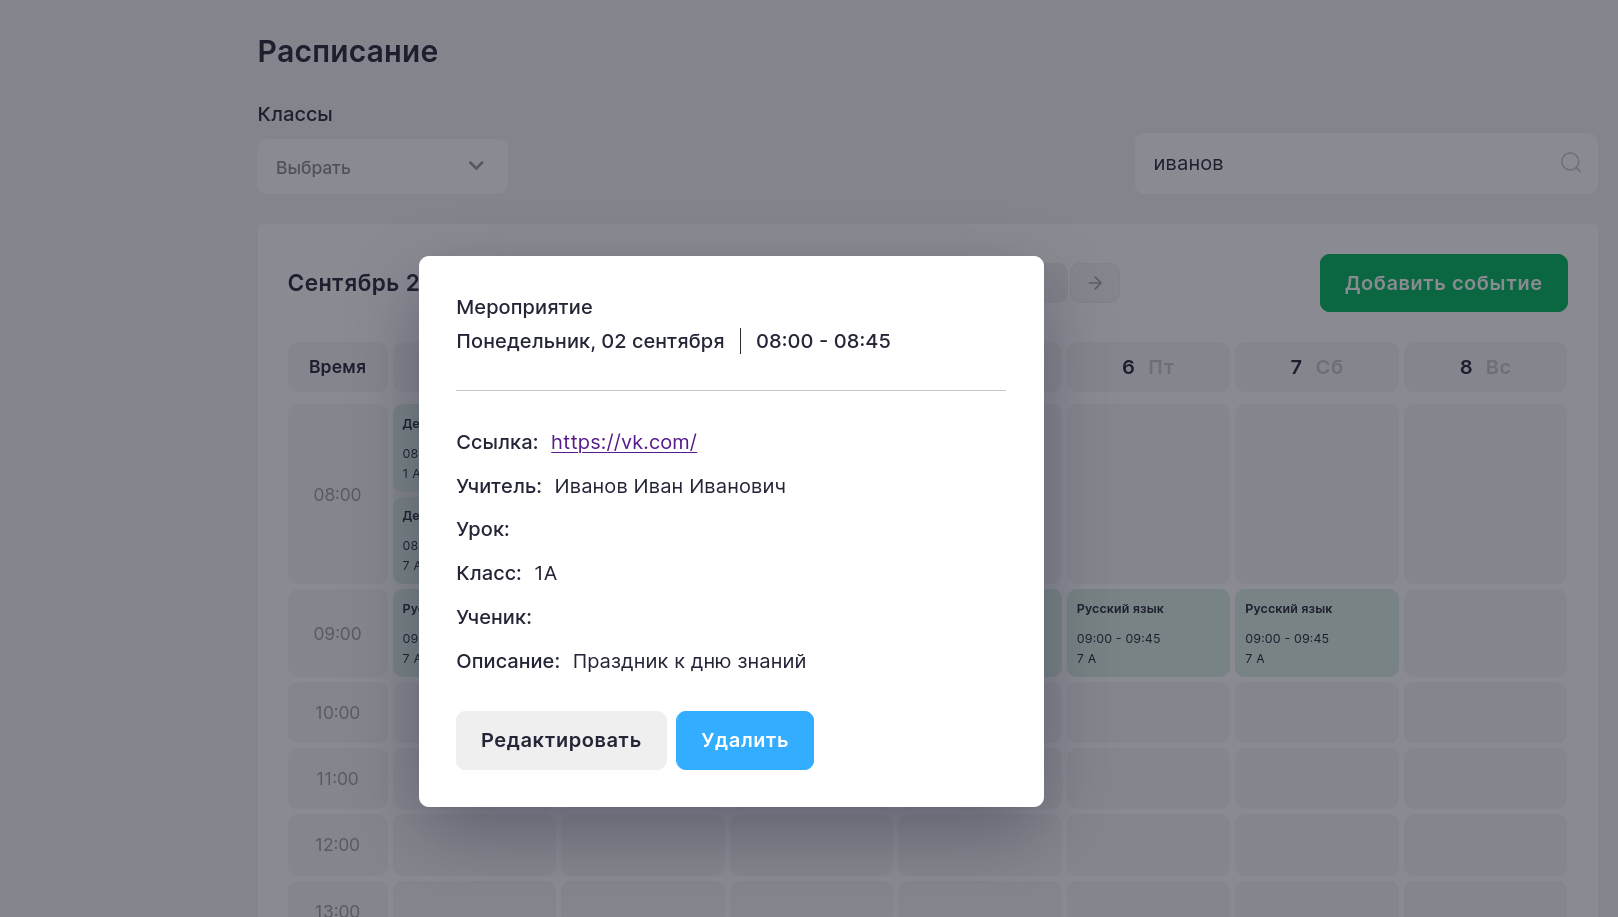 Расписание
Классы
Выбрать
иванов
Сентябрь 2
Добавить событие
Время
6 Пт
7 Сб
8 Вс
08:00
09:00
10:00
11:00
12:00
13:00
Де
08
1 А
Де
08
7 А
Ру
09
7 А
Русский язык
09:00 - 09:45
7 А
Русский язык
09:00 - 09:45
7 А
Мероприятие
Понедельник, 02 сентября | 08:00 - 08:45
Ссылка: https://vk.com/
Учитель: Иванов Иван Иванович
Урок:
Класс: 1А
Ученик:
Описание: Праздник к дню знаний
Редактировать
Удалить